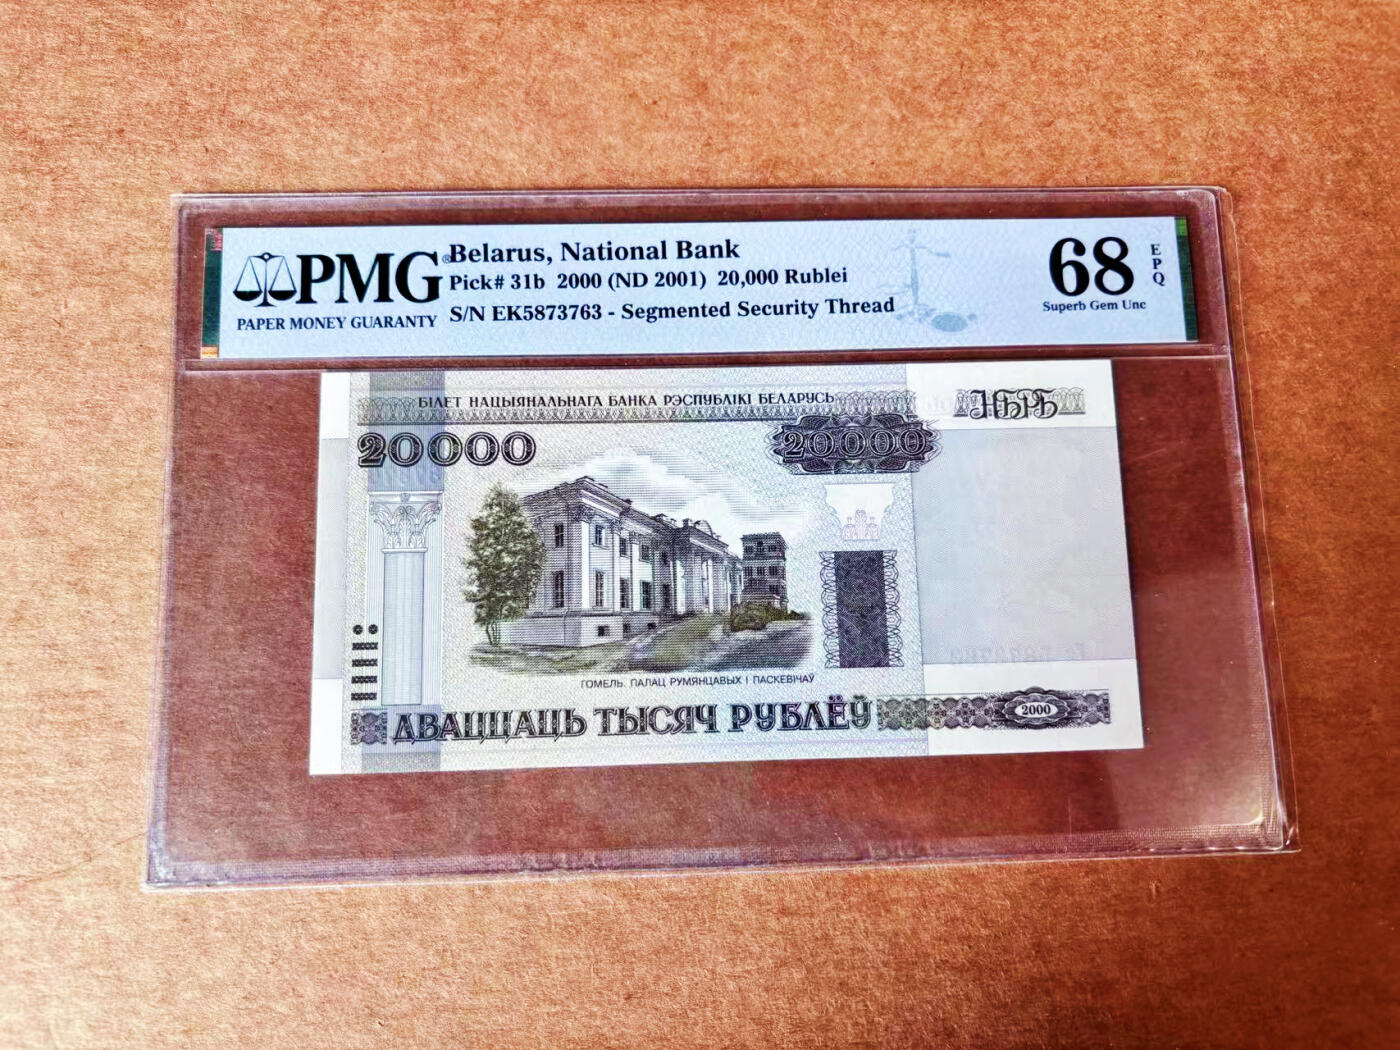 PMG®
PAPER MONEY GUARANTY
Belarus, National Bank
Pick# 31b 2000 (ND 2001) 20,000 Rublei
S/N EK5873763 - Segmented Security Thread
68
EPQ
Superb Gem Unc
БІЛЕТ НАЦЫЯНАЛЬНАГА БАНКА РЭСПУБЛІКІ БЕЛАРУСЬ
НБРБ
20000
20000
ГОМЕЛЬ. ПАЛАЦ РУМЯНЦАВЫХ І ПАСКЕВІЧАЎ
ДВАЦЦАЦЬ ТЫСЯЧ РУБЛЁЎ
2000